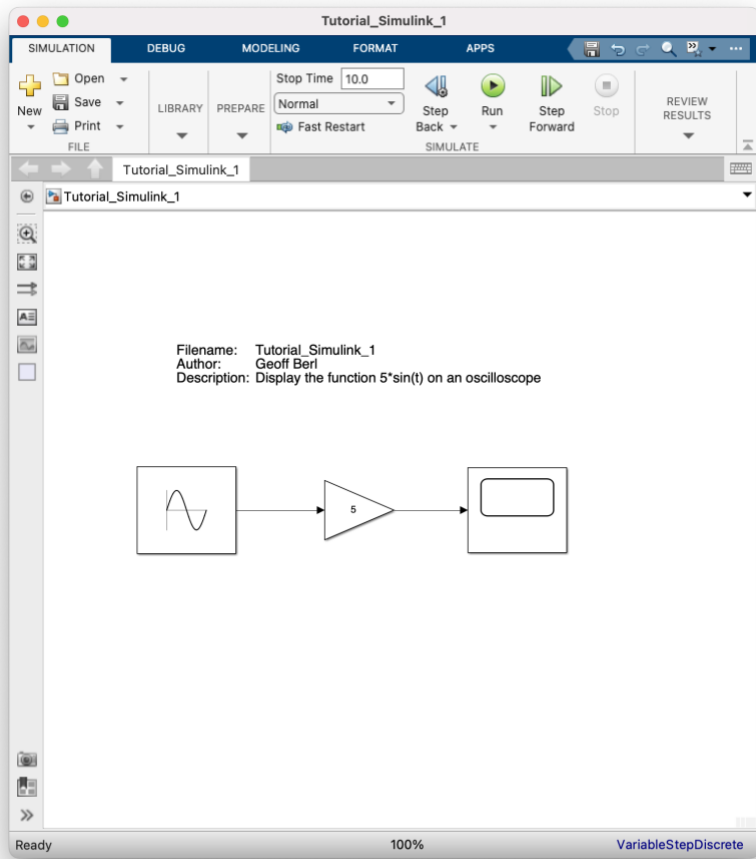 Tutorial_Simulink_1
SIMULATION DEBUG MODELING FORMAT APPS
New
Open
Save
Print
FILE
LIBRARY
PREPARE
Stop Time 10.0
Normal
Fast Restart
Step Back
Run
Step Forward
Stop
SIMULATE
REVIEW RESULTS
Tutorial_Simulink_1
Tutorial_Simulink_1
Filename: Tutorial_Simulink_1
Author: Geoff Berl
Description: Display the function 5*sin(t) on an oscilloscope
5
Ready 100% VariableStepDiscrete